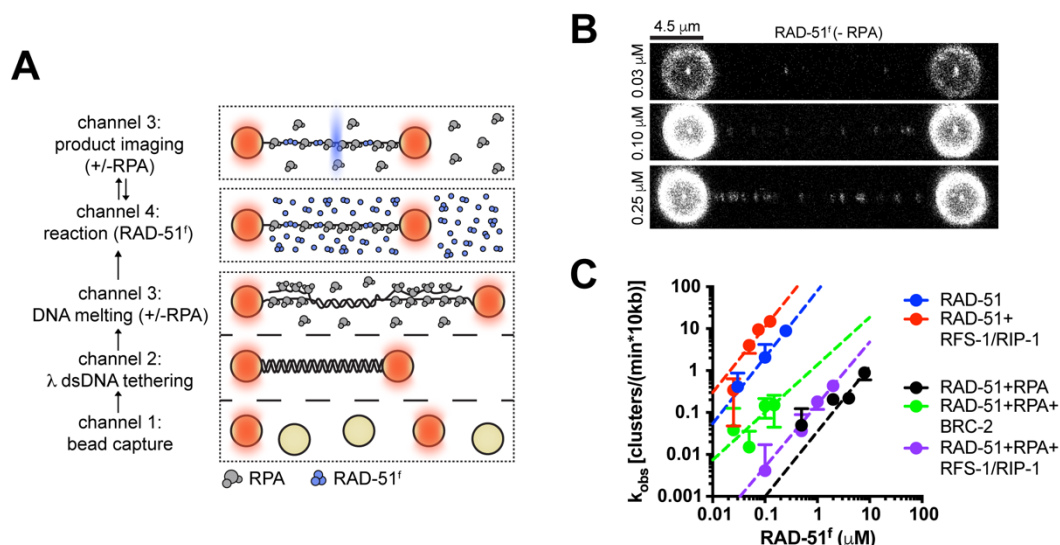 A
channel 3:
product imaging
(+/-RPA)
channel 4:
reaction (RAD-51ᶠ)
channel 3:
DNA melting (+/-RPA)
channel 2:
λ dsDNA tethering
channel 1:
bead capture
RPA
RAD-51ᶠ
B
4.5 μm
RAD-51ᶠ(- RPA)
0.03 μM
0.10 μM
0.25 μM
C
k_obs [clusters/(min*10kb)]
100
10
1
0.1
0.01
0.001
0.01
0.1
1
10
100
RAD-51ᶠ (μM)
RAD-51
RAD-51+
RFS-1/RIP-1
RAD-51+RPA
RAD-51+RPA+
BRC-2
RAD-51+RPA+
RFS-1/RIP-1